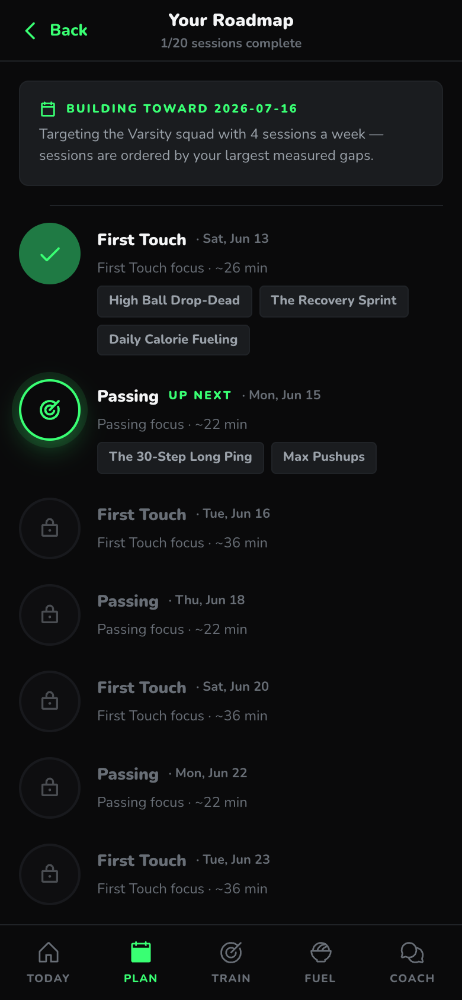 Back
Your Roadmap
1/20 sessions complete
BUILDING TOWARD 2026-07-16
Targeting the Varsity squad with 4 sessions a week —
sessions are ordered by your largest measured gaps.
First Touch · Sat, Jun 13
First Touch focus · ~26 min
High Ball Drop-Dead The Recovery Sprint
Daily Calorie Fueling
Passing UP NEXT · Mon, Jun 15
Passing focus · ~22 min
The 30-Step Long Ping Max Pushups
First Touch · Tue, Jun 16
First Touch focus · ~36 min
Passing · Thu, Jun 18
Passing focus · ~22 min
First Touch · Sat, Jun 20
First Touch focus · ~36 min
Passing · Mon, Jun 22
Passing focus · ~22 min
First Touch · Tue, Jun 23
First Touch focus · ~36 min
TODAY PLAN TRAIN FUEL COACH